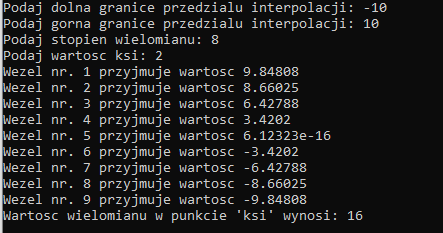 Podaj dolna granice przedzialu interpolacji: -10
Podaj gorna granice przedzialu interpolacji: 10
Podaj stopien wielomianu: 8
Podaj wartosc ksi: 2
Wezel nr. 1 przyjmuje wartosc 9.84808
Wezel nr. 2 przyjmuje wartosc 8.66025
Wezel nr. 3 przyjmuje wartosc 6.42788
Wezel nr. 4 przyjmuje wartosc 3.4202
Wezel nr. 5 przyjmuje wartosc 6.12323e-16
Wezel nr. 6 przyjmuje wartosc -3.4202
Wezel nr. 7 przyjmuje wartosc -6.42788
Wezel nr. 8 przyjmuje wartosc -8.66025
Wezel nr. 9 przyjmuje wartosc -9.84808
Wartosc wielomianu w punkcie 'ksi' wynosi: 16